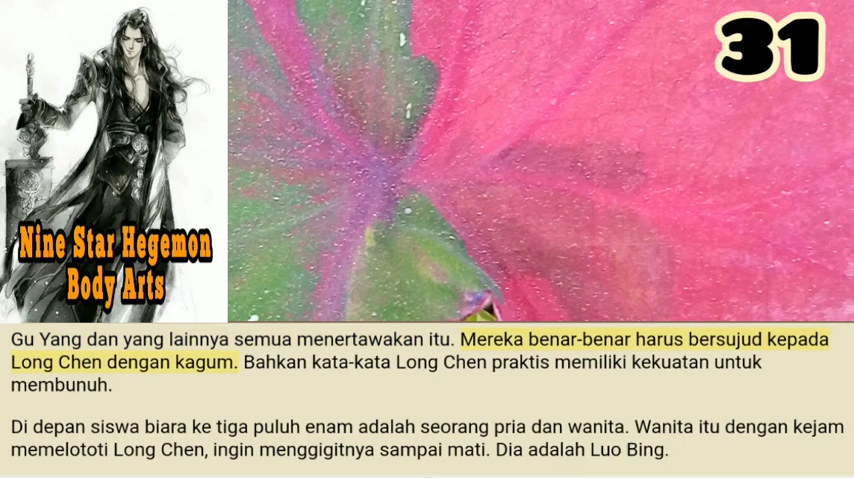 31
Nine Star Hegemon
Body Arts
Gu Yang dan yang lainnya semua menertawakan itu. Mereka benar-benar harus bersujud kepada
Long Chen dengan kagum. Bahkan kata-kata Long Chen praktis memiliki kekuatan untuk
membunuh.
Di depan siswa biara ke tiga puluh enam adalah seorang pria dan wanita. Wanita itu dengan kejam
memelototi Long Chen, ingin menggigitnya sampai mati. Dia adalah Luo Bing.